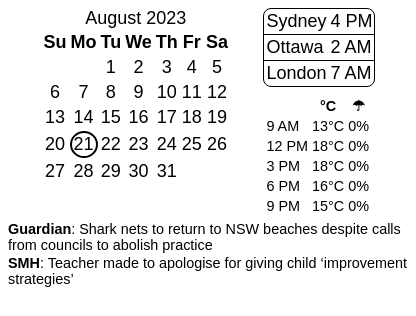 August 2023
Su Mo Tu We Th Fr Sa
1 2 3 4 5
6 7 8 9 10 11 12
13 14 15 16 17 18 19
20 21 22 23 24 25 26
27 28 29 30 31
Sydney 4 PM
Ottawa 2 AM
London 7 AM
°C ☂
9 AM 13°C 0%
12 PM 18°C 0%
3 PM 18°C 0%
6 PM 16°C 0%
9 PM 15°C 0%
Guardian: Shark nets to return to NSW beaches despite calls
from councils to abolish practice
SMH: Teacher made to apologise for giving child ‘improvement
strategies’